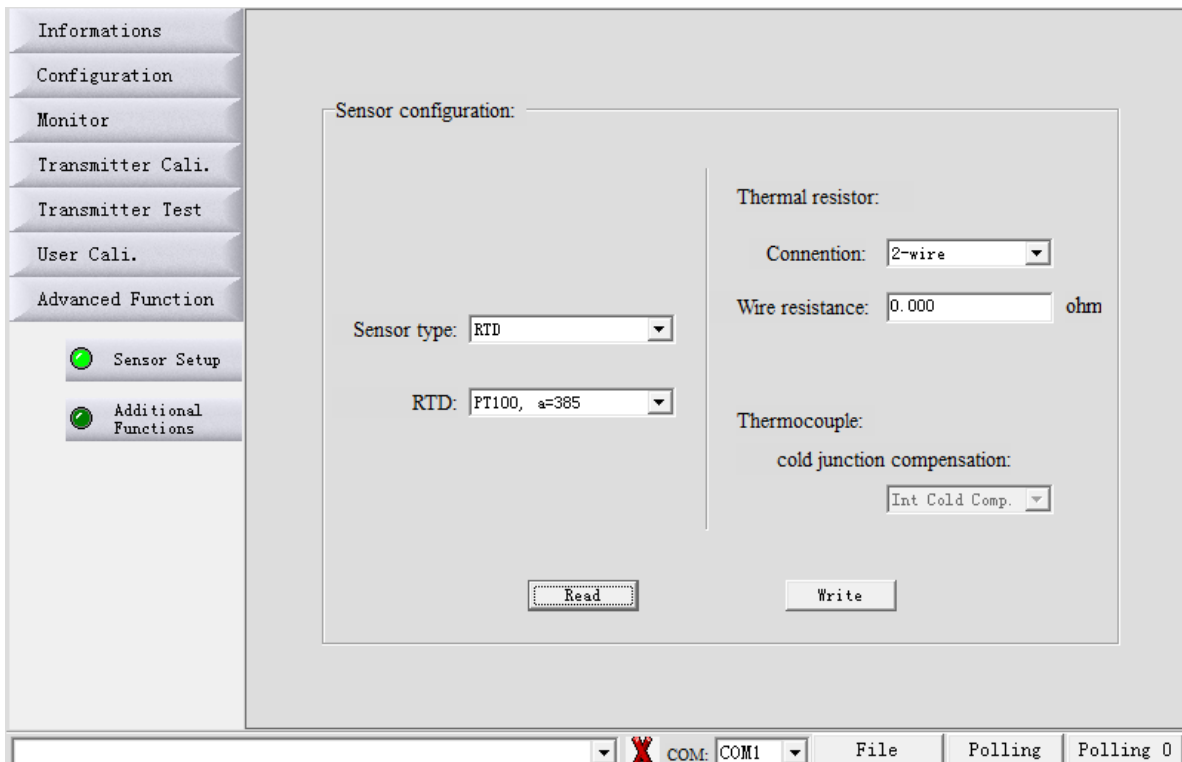 Informations
Configuration
Monitor
Transmitter Cali.
Transmitter Test
User Cali.
Advanced Function
Sensor Setup
Additional
Functions
Sensor configuration:
Sensor type: RTD
RTD: PT100, a=385
Thermal resistor:
Connention: 2-wire
Wire resistance: 0.000 ohm
Thermocouple:
cold junction compensation:
Int Cold Comp.
Read
Write
COM: COM1
File
Polling
Polling 0